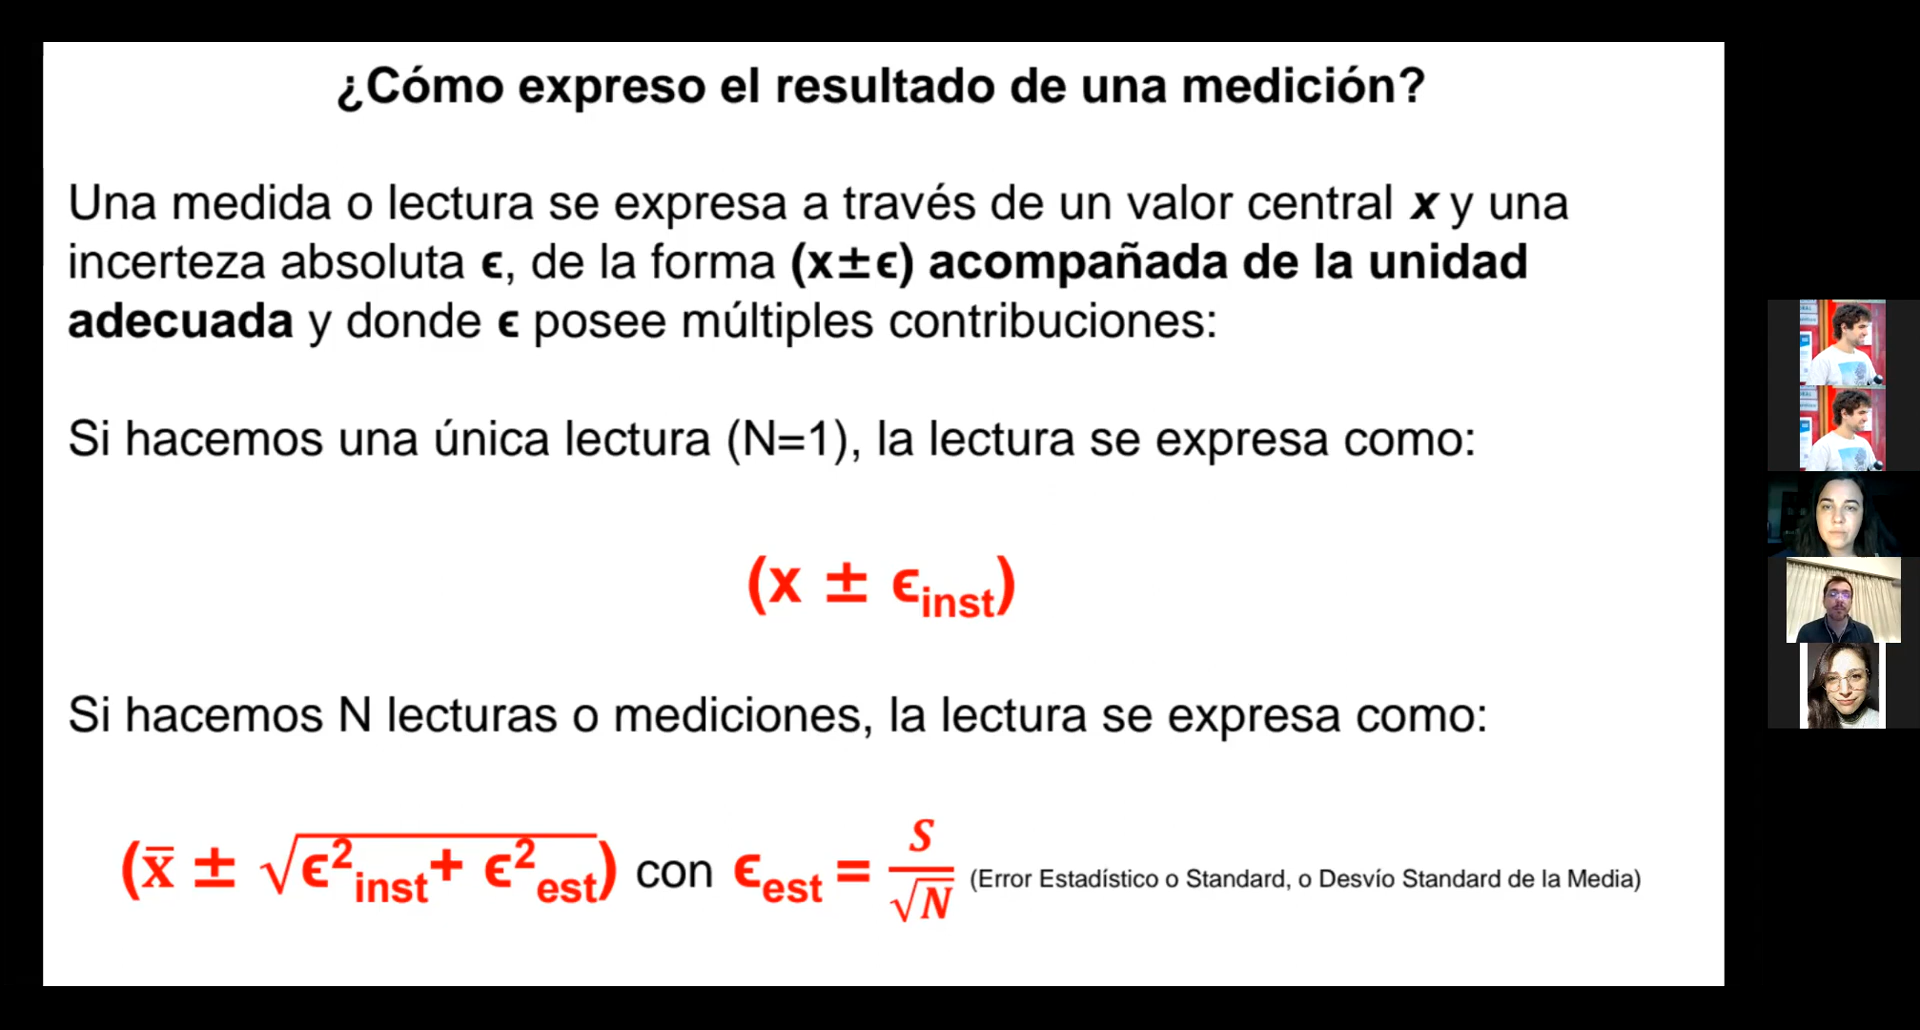 ¿Cómo expreso el resultado de una medición?
Una medida o lectura se expresa a través de un valor central x y una
incerteza absoluta ϵ, de la forma (x±ϵ) acompañada de la unidad
adecuada y donde ϵ posee múltiples contribuciones:
Si hacemos una única lectura (N=1), la lectura se expresa como:
(x ± ϵinst)
Si hacemos N lecturas o mediciones, la lectura se expresa como:
(x̅ ± √ϵ²inst+ ϵ²est) con ϵest = S/√N (Error Estadístico o Standard, o Desvío Standard de la Media)